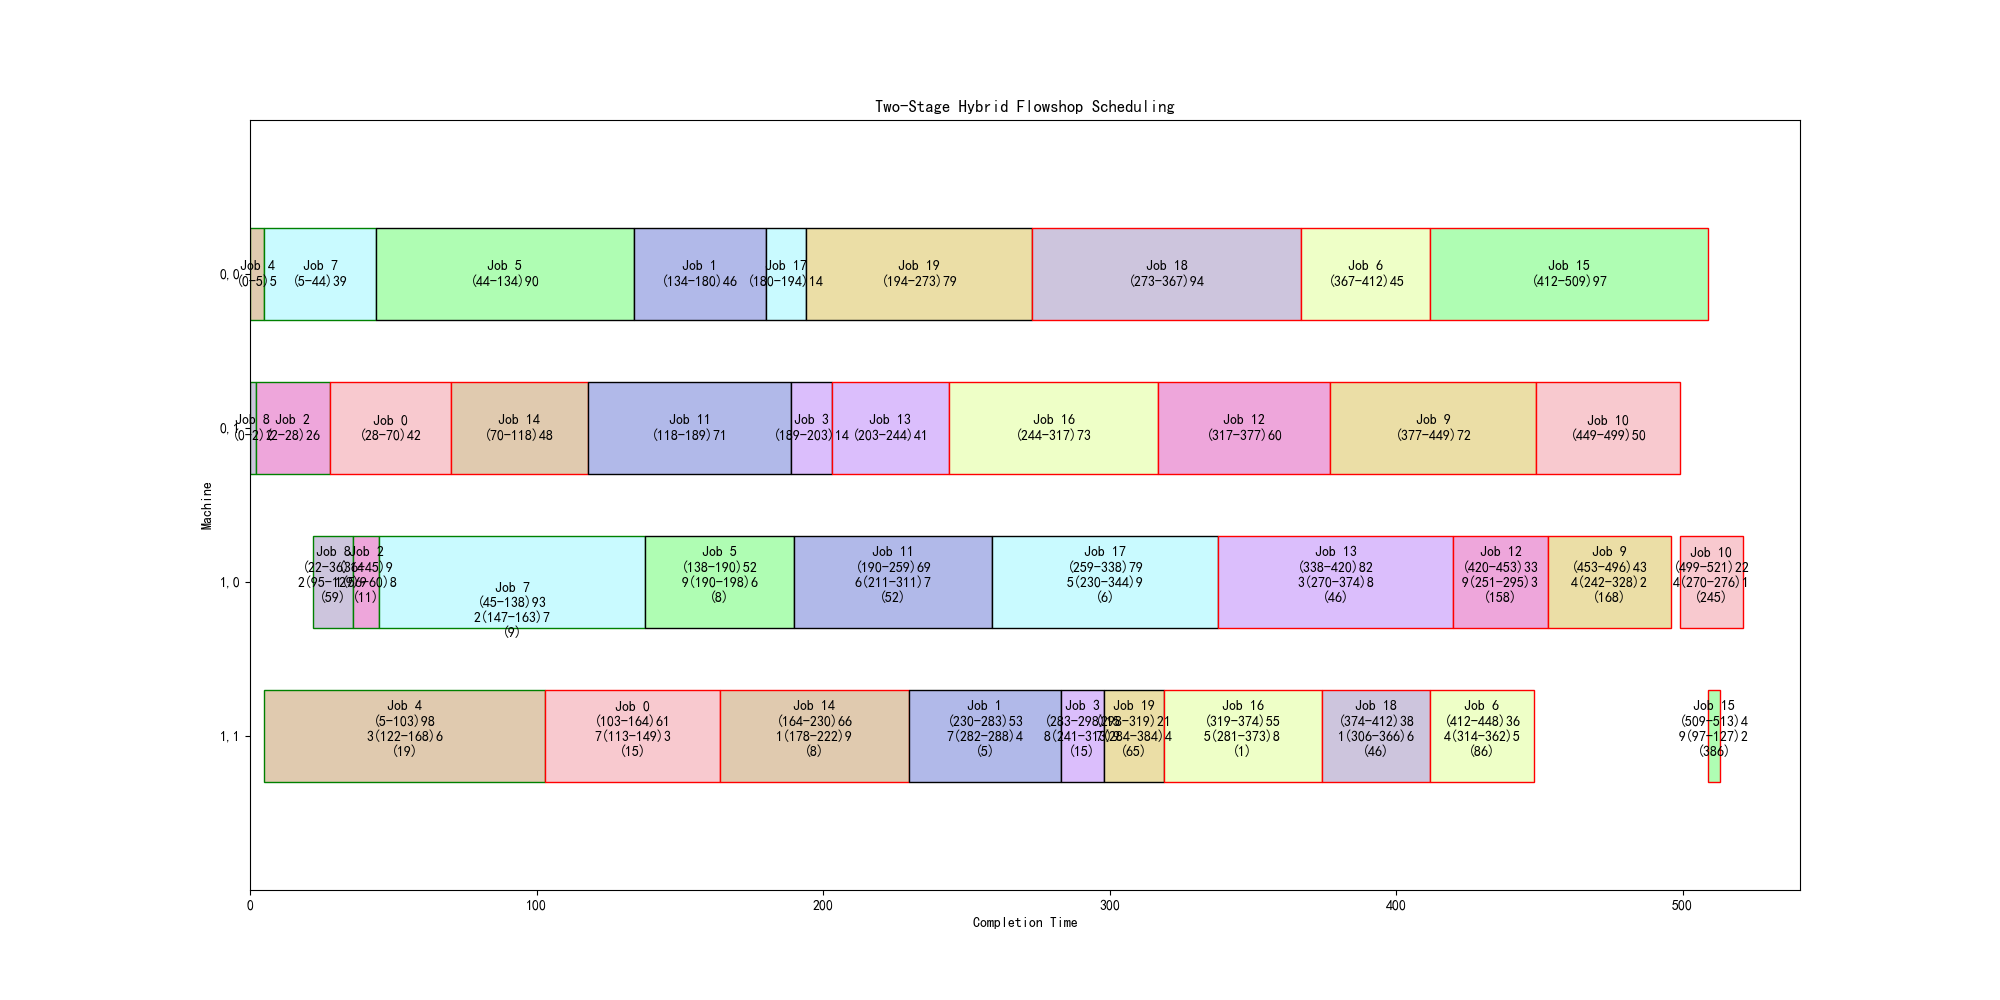 Two-Stage Hybrid Flowshop Scheduling
Machine
0,0
Job 4
(0-5)5
Job 7
(5-44)39
Job 5
(44-134)90
Job 1
(134-180)46
Job 17
(180-194)14
Job 19
(194-273)79
Job 18
(273-367)94
Job 6
(367-412)45
Job 15
(412-509)97
0,1
Job 8
(0-2)2
Job 2
(2-28)26
Job 0
(28-70)42
Job 14
(70-118)48
Job 11
(118-189)71
Job 3
(189-203)14
Job 13
(203-244)41
Job 16
(244-317)73
Job 12
(317-377)60
Job 9
(377-449)72
Job 10
(449-499)50
1,0
Job 8
(22-36)
(59)
Job 2
(36-45)9
(11)
Job 7
(45-138)93
2(147-163)7
(9)
Job 5
(138-190)52
9(190-198)6
(8)
Job 11
(190-259)69
6(211-311)7
(52)
Job 17
(259-338)79
5(230-344)9
(6)
Job 13
(338-420)82
3(270-374)8
(46)
Job 12
(420-453)33
9(251-295)3
(158)
Job 9
(453-496)43
4(242-328)2
(168)
Job 10
(499-521)22
4(270-276)1
(245)
1,1
Job 4
(5-103)98
3(122-168)6
(19)
Job 0
(103-164)61
7(113-149)3
(15)
Job 14
(164-230)66
1(178-222)9
(8)
Job 1
(230-283)53
7(282-288)4
(5)
Job 3
(283-298)15
(15)
Job 19
(298-319)21
(65)
Job 16
(319-374)55
5(281-373)8
(1)
Job 18
(374-412)38
1(306-366)6
(46)
Job 6
(412-448)36
4(314-362)5
(86)
Job 15
(509-513)4
9(97-127)2
(386)
0
100
200
300
400
500
Completion Time